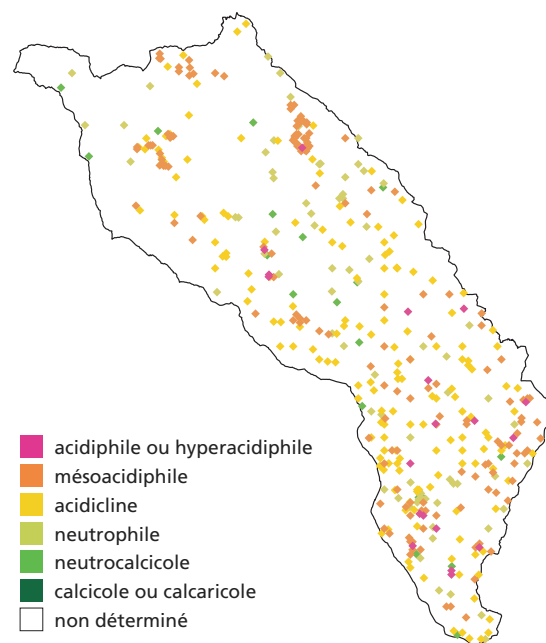 acidiphile ou hyperacidiphile
mésoacidiphile
acidicline
neutrophile
neutrocalcicole
calcicole ou calcaricole
non déterminé